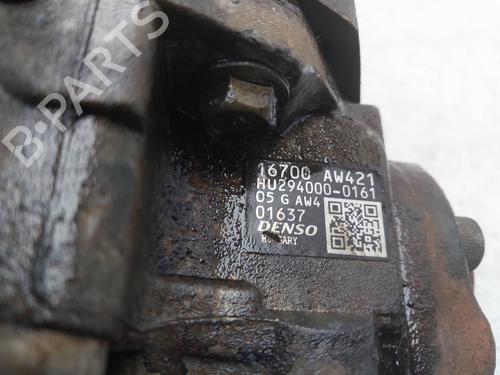 B-PARTS
16700 AW421
HU294000-0161
05 G AW4
01637
DENSO
HUNGARY